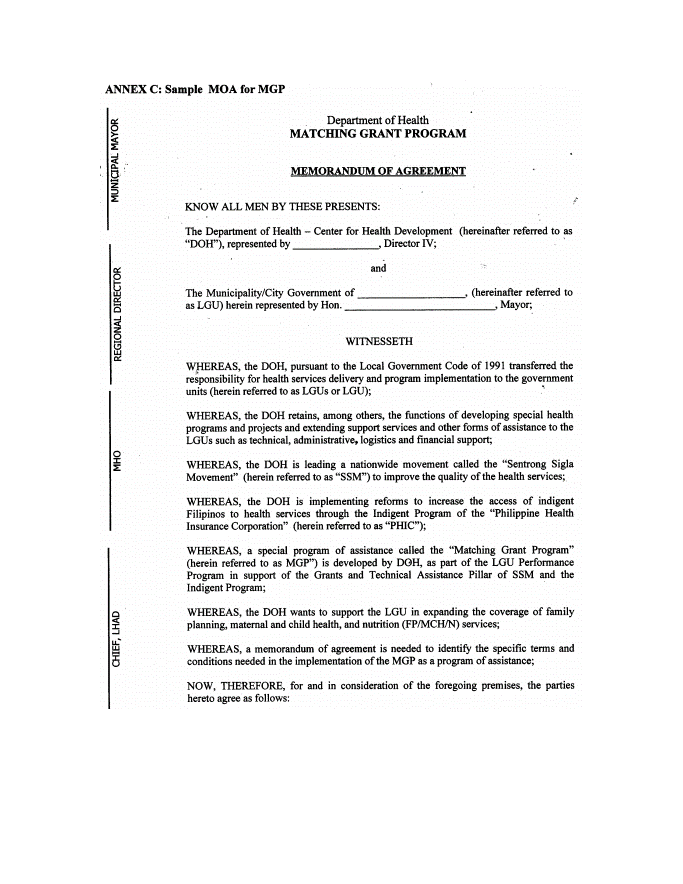 ANNEX C: Sample MOA for MGP
Department of Health
MATCHING GRANT PROGRAM
MEMORANDUM OF AGREEMENT
KNOW ALL MEN BY THESE PRESENTS:
The Department of Health – Center for Health Development (hereinafter referred to as
“DOH”), represented by ________________, Director IV;
and
The Municipality/City Government of ____________________, (hereinafter referred to
as LGU) herein represented by Hon. ____________________________, Mayor;
WITNESSETH
WHEREAS, the DOH, pursuant to the Local Government Code of 1991 transferred the
responsibility for health services delivery and program implementation to the government
units (herein referred to as LGUs or LGU);
WHEREAS, the DOH retains, among others, the functions of developing special health
programs and projects and extending support services and other forms of assistance to the
LGUs such as technical, administrative, logistics and financial support;
WHEREAS, the DOH is leading a nationwide movement called the “Sentrong Sigla
Movement” (herein referred to as “SSM”) to improve the quality of the health services;
WHEREAS, the DOH is implementing reforms to increase the access of indigent
Filipinos to health services through the Indigent Program of the “Philippine Health
Insurance Corporation” (herein referred to as “PHIC”);
WHEREAS, a special program of assistance called the “Matching Grant Program”
(herein referred to as MGP”) is developed by DOH, as part of the LGU Performance
Program in support of the Grants and Technical Assistance Pillar of SSM and the
Indigent Program;
WHEREAS, the DOH wants to support the LGU in expanding the coverage of family
planning, maternal and child health, and nutrition (FP/MCH/N) services;
WHEREAS, a memorandum of agreement is needed to identify the specific terms and
conditions needed in the implementation of the MGP as a program of assistance;
NOW, THEREFORE, for and in consideration of the foregoing premises, the parties
hereto agree as follows:
MUNICIPAL MAYOR
REGIONAL DIRECTOR
MHO
CHIEF, LHAD